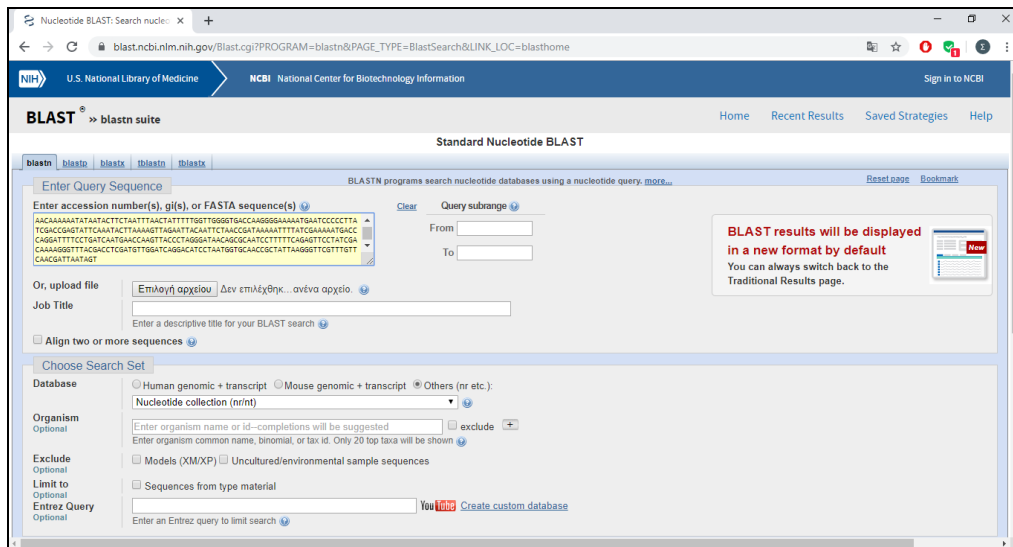 Nucleotide BLAST: Search nucleo
blast.ncbi.nlm.nih.gov/Blast.cgi?PROGRAM=blastn&PAGE_TYPE=BlastSearch&LINK_LOC=blasthome
NIH U.S. National Library of Medicine NCBI National Center for Biotechnology Information Sign in to NCBI
BLAST ® » blastn suite Home Recent Results Saved Strategies Help
Standard Nucleotide BLAST
blastn blastp blastx tblastn tblastx
Enter Query Sequence BLASTN programs search nucleotide databases using a nucleotide query. more... Reset page Bookmark
Enter accession number(s), gi(s), or FASTA sequence(s) Clear Query subrange
AACAAAAAATATAATACTTCTAATTTAACTATTTTTGGTTGGGGTGACCAAGGGGAAAAATGAATCCCCCTTA
TCGACCGAGTATTCAAATACTTAAAAGTTAGAATTACAATTCTAACCGATAAAAATTTTATCGAAAAATGACC
CAGGATTTTCCTGATCAATGAACCAAGTTACCCTAGGGATAACAGCGCAATCCTTTTTCAGAGTTCCTATCGA
CAAAAGGGTTTACGACCTCGATGTTGGATCAGGACATCCTAATGGTGCAACCGCTATTAAGGGTTCGTTTGTT
CAACGATTAATAGT
From
To
BLAST results will be displayed
in a new format by default
You can always switch back to the
Traditional Results page.
New
Or, upload file Επιλογή αρχείου Δεν επιλέχθηκ...ανένα αρχείο.
Job Title
Enter a descriptive title for your BLAST search
Align two or more sequences
Choose Search Set
Database Human genomic + transcript Mouse genomic + transcript Others (nr etc.):
Nucleotide collection (nr/nt)
Organism
Optional
Enter organism name or id--completions will be suggested exclude +
Enter organism common name, binomial, or tax id. Only 20 top taxa will be shown
Exclude
Optional
Models (XM/XP) Uncultured/environmental sample sequences
Limit to
Optional
Sequences from type material
Entrez Query
Optional
YouTube Create custom database
Enter an Entrez query to limit search